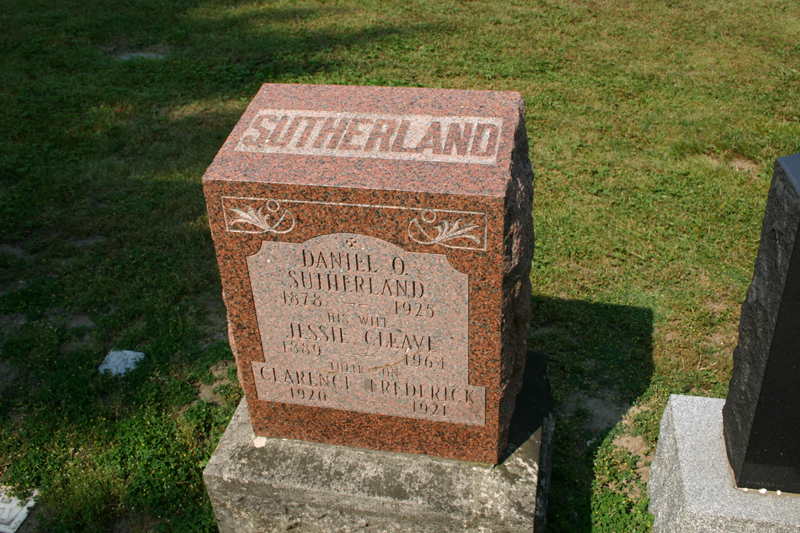 SUTHERLAND
DANIEL O.
SUTHERLAND
1878 — 1925
HIS WIFE
JESSIE CLEAVE
1889 — 1964
THEIR SON
CLARENCE FREDERICK
1920 1921